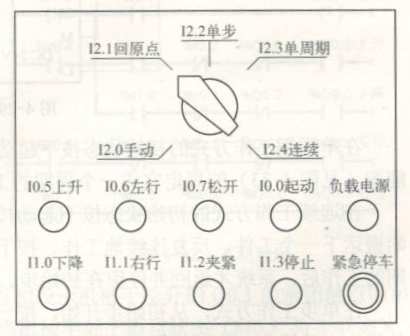 I2.2单步
I2.1回原点 I2.3单周期
I2.0手动 I2.4连续
I0.5上升 I0.6左行 I0.7松开 I0.0起动 负载电源
I1.0下降 I1.1右行 I1.2夹紧 I1.3停止 紧急停车